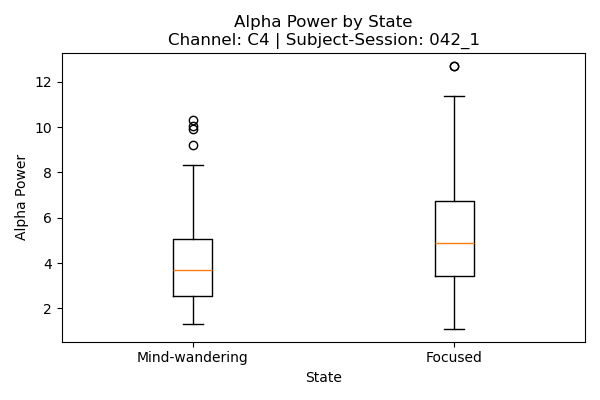 Alpha Power by State
Channel: C4 | Subject-Session: 042_1
12
10
8
6
4
2
Alpha Power
Mind-wandering
Focused
State